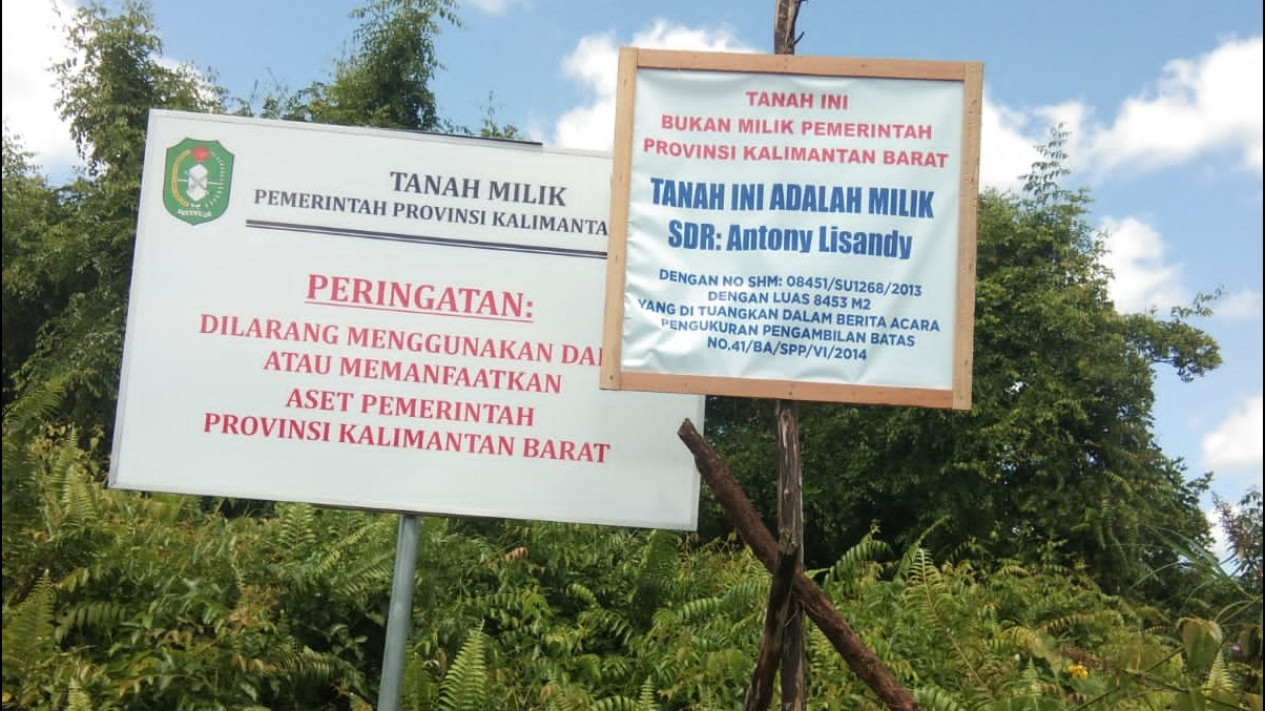 TANAH MILIK
PEMERINTAH PROVINSI
PERINGATAN:
DILARANG MENGGUNAKAN
ATAU MEMANFAATKAN
ASET PEMERINTAH
PROVINSI KALIMANTAN BARAT
TANAH INI
BUKAN MILIK PEMERINTAH
PROVINSI KALIMANTAN BARAT
TANAH INI ADALAH MILIK
SDR: Antony Lisandy
DENGAN NO SHM: 08451/SU1268/2013
DENGAN LUAS 8453 M2
YANG DI TUANGKAN DALAM BERITA ACARA
PENGUKURAN PENGAMBILAN BATAS
NO.41/BA/SPP/VI/2014